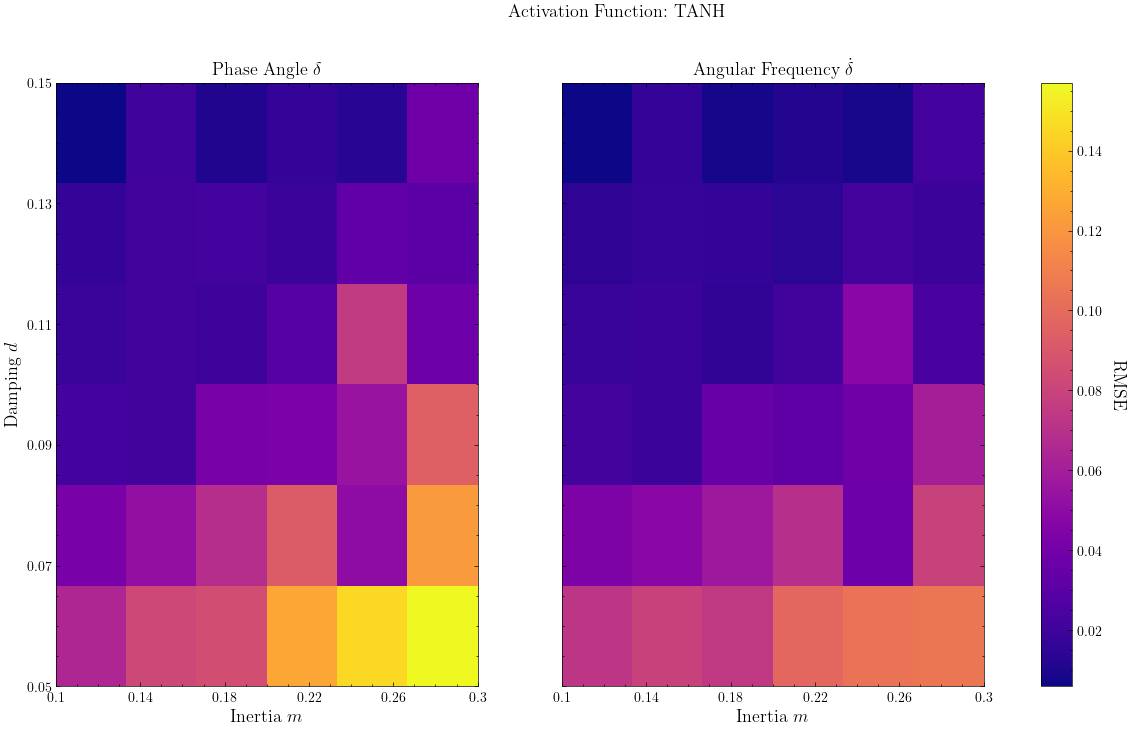 Activation Function: TANH
Phase Angle δ
Angular Frequency δ̇
0.15
0.13
0.11
0.09
0.07
0.05
Damping d
0.1 0.14 0.18 0.22 0.26 0.3
Inertia m
0.1 0.14 0.18 0.22 0.26 0.3
Inertia m
0.14
0.12
0.10
0.08
0.06
0.04
0.02
RMSE